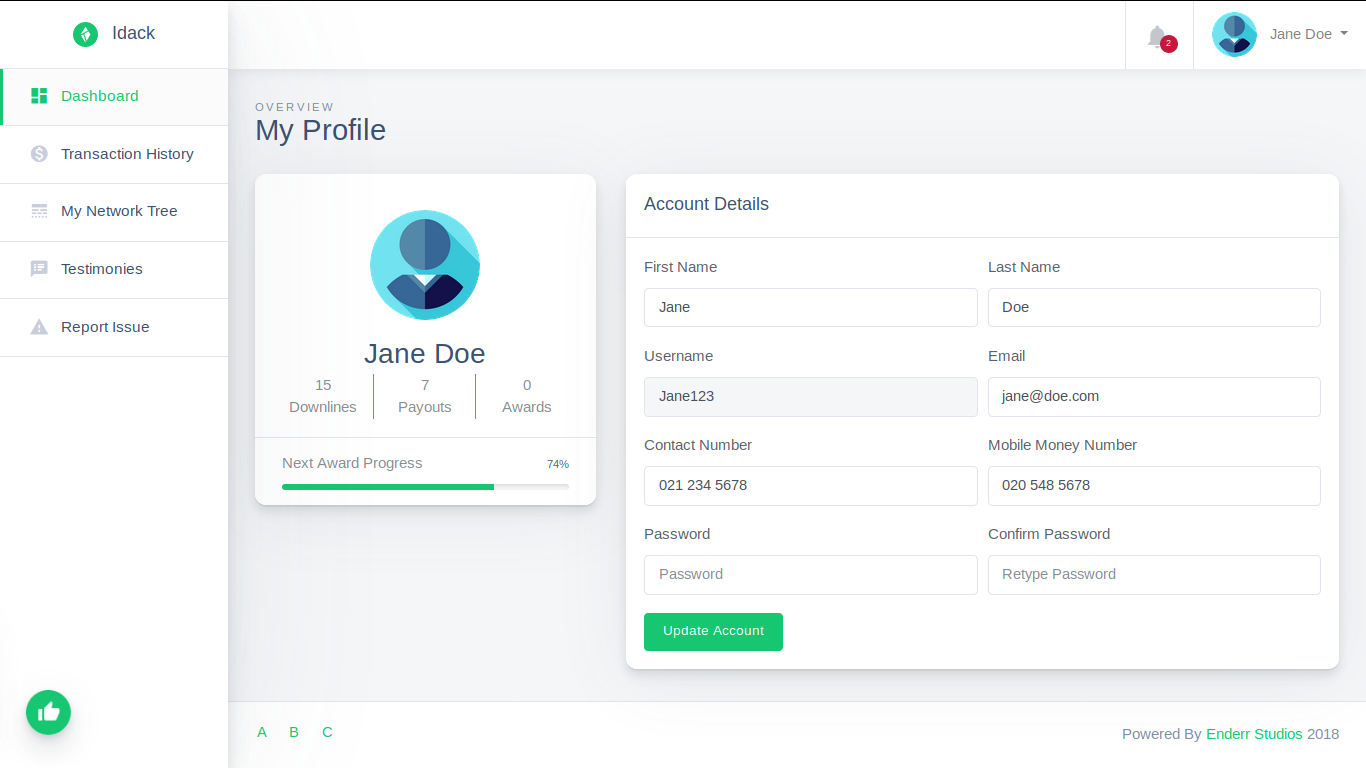 Idack
2
Jane Doe
Dashboard
Transaction History
My Network Tree
Testimonies
Report Issue
OVERVIEW
My Profile
Jane Doe
15 7 0
Downlines Payouts Awards
Next Award Progress 74%
Account Details
First Name Last Name
Jane Doe
Username Email
Jane123 jane@doe.com
Contact Number Mobile Money Number
021 234 5678 020 548 5678
Password Confirm Password
Password Retype Password
Update Account
A B C
Powered By Enderr Studios 2018